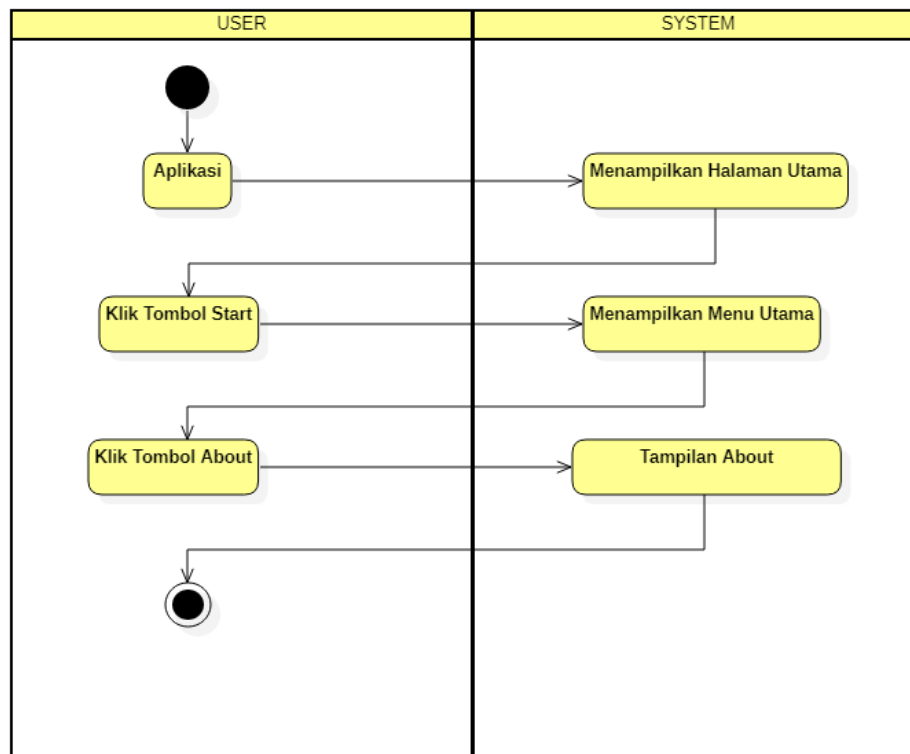 USER
SYSTEM
Aplikasi
Menampilkan Halaman Utama
Klik Tombol Start
Menampilkan Menu Utama
Klik Tombol About
Tampilan About